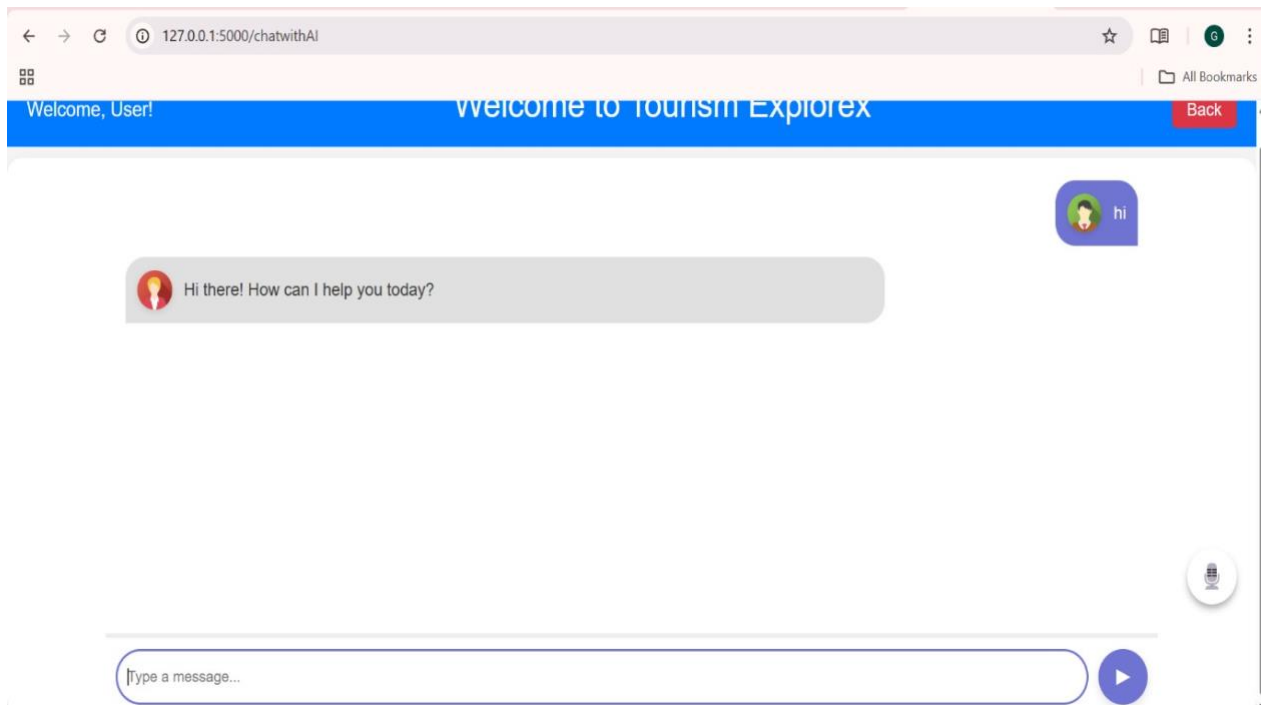 127.0.0.1:5000/chatwithAI
G
All Bookmarks
Welcome, User!
Welcome to Tourism Explorex
Back
hi
Hi there! How can I help you today?
Type a message...